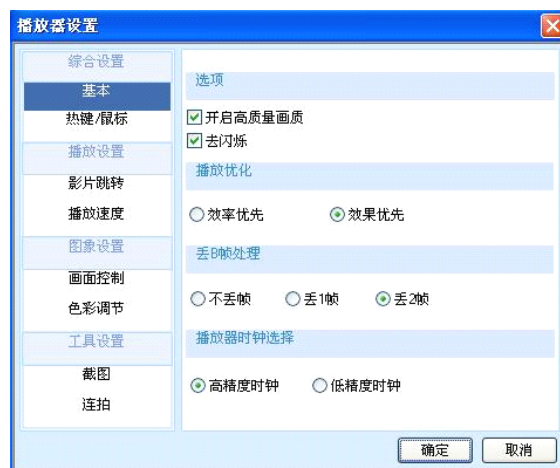 播放器设置
综合设置
基本
热键/鼠标
播放设置
影片跳转
播放速度
图象设置
画面控制
色彩调节
工具设置
截图
连拍
选项
开启高质量画质
去闪烁
播放优化
效率优先 效果优先
丢B帧处理
不丢帧 丢1帧 丢2帧
播放器时钟选择
高精度时钟 低精度时钟
确定 取消